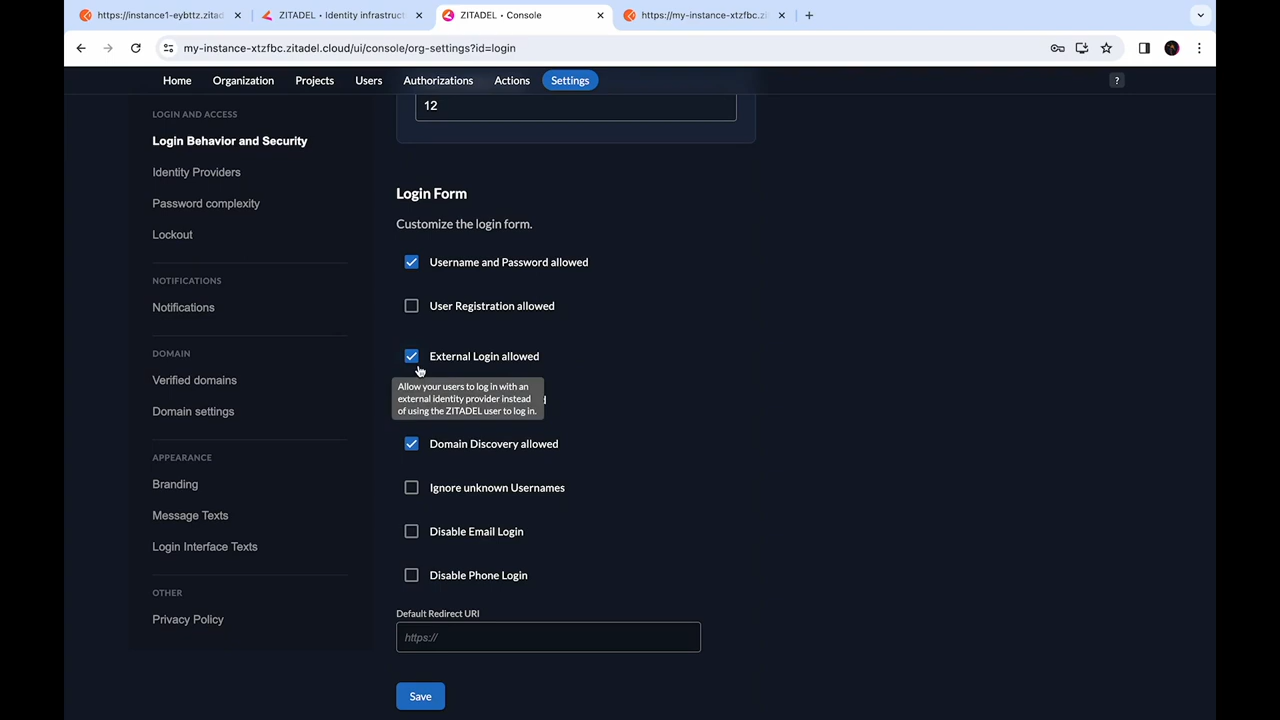 https://instance1-eybttz.zitad
ZITADEL • Identity infrastruct
ZITADEL • Console
https://my-instance-xtzfbc.zi
my-instance-xtzfbc.zitadel.cloud/ui/console/org-settings?id=login
Home
Organization
Projects
Users
Authorizations
Actions
Settings
?
LOGIN AND ACCESS
Login Behavior and Security
Identity Providers
Password complexity
Lockout
NOTIFICATIONS
Notifications
DOMAIN
Verified domains
Domain settings
APPEARANCE
Branding
Message Texts
Login Interface Texts
OTHER
Privacy Policy
12
Login Form
Customize the login form.
Username and Password allowed
User Registration allowed
External Login allowed
Allow your users to log in with an
external identity provider instead
of using the ZITADEL user to log in.
Domain Discovery allowed
Ignore unknown Usernames
Disable Email Login
Disable Phone Login
Default Redirect URI
https://
Save